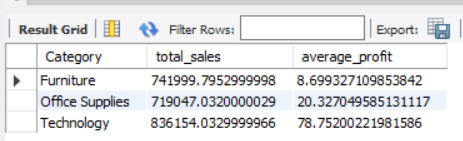 Result Grid Filter Rows: Export:
Category total_sales average_profit
Furniture 741999.7952999998 8.699327109853842
Office Supplies 719047.0320000029 20.327049585131117
Technology 836154.0329999966 78.75200221981586